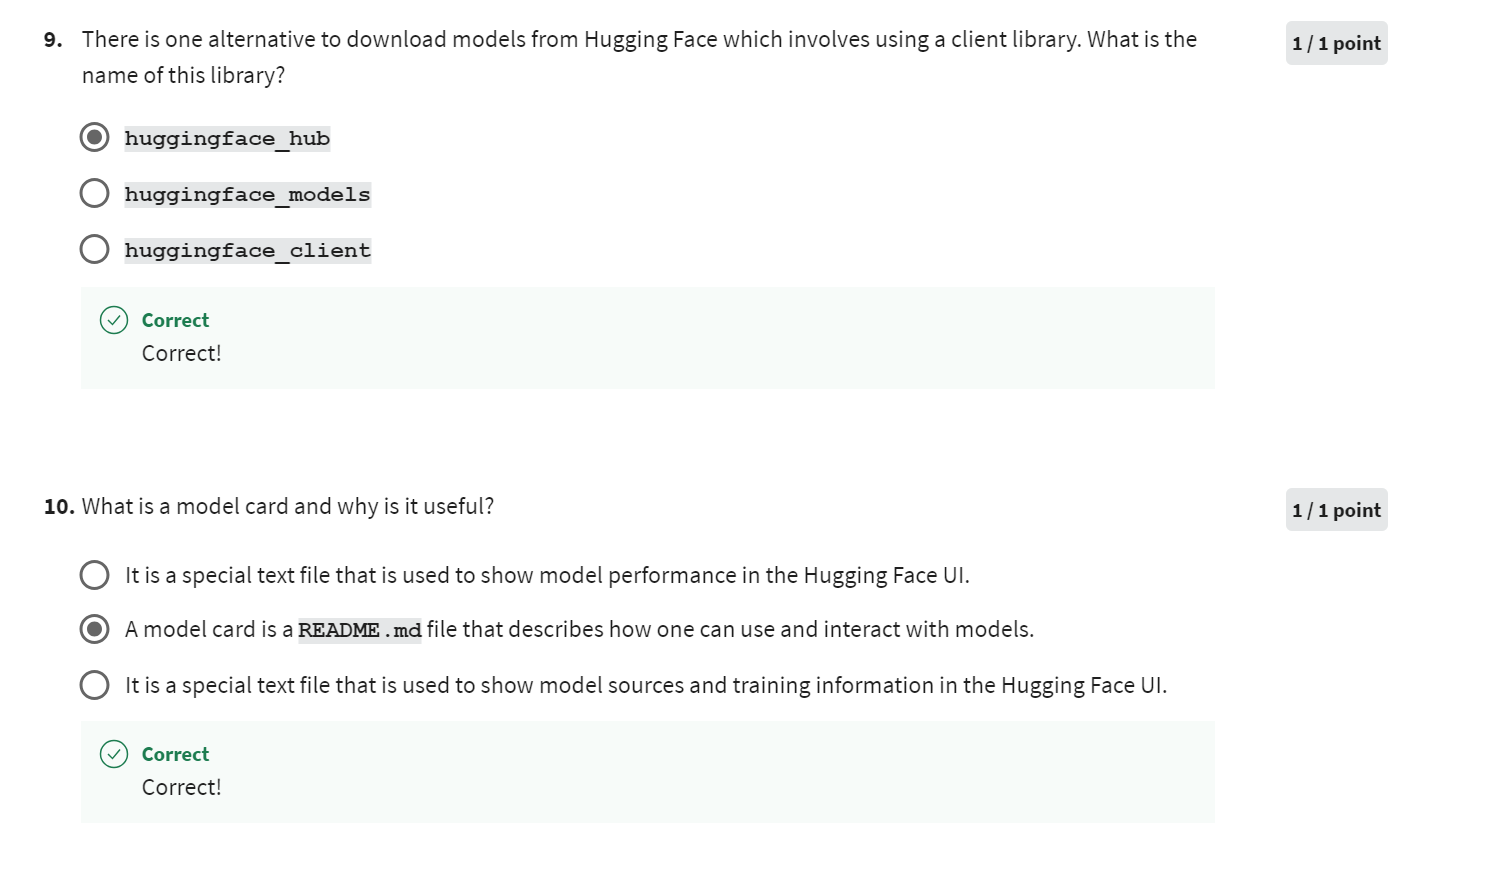 9. There is one alternative to download models from Hugging Face which involves using a client library. What is the
name of this library?
1 / 1 point
huggingface_hub
huggingface_models
huggingface_client
Correct
Correct!
10. What is a model card and why is it useful?
1 / 1 point
It is a special text file that is used to show model performance in the Hugging Face UI.
A model card is a README.md file that describes how one can use and interact with models.
It is a special text file that is used to show model sources and training information in the Hugging Face UI.
Correct
Correct!